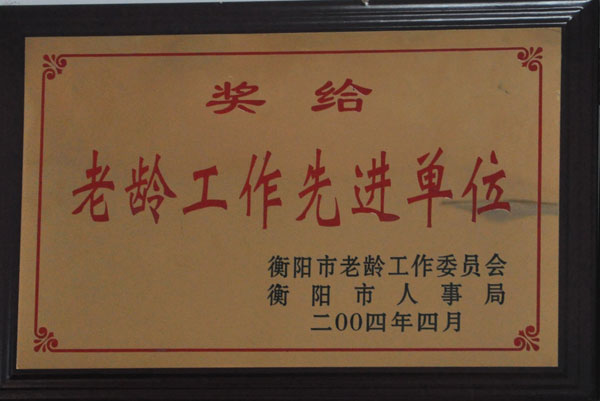 奖给
老龄工作先进单位
衡阳市老龄工作委员会
衡阳市人事局
二00四年四月